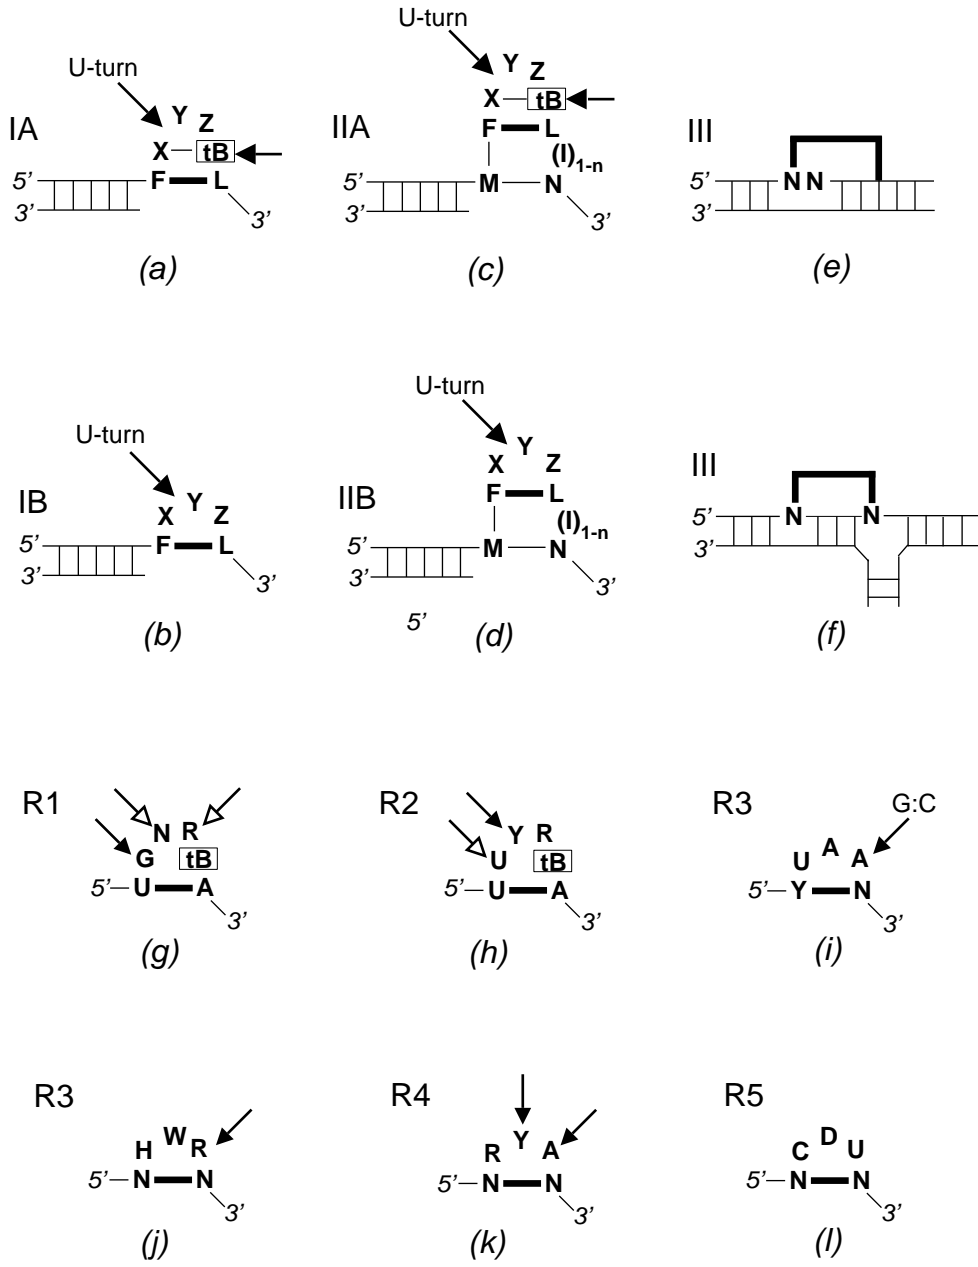 U-turn
IA
Y
Z
X
tB
5'
F
L
3'
3'
(a)
U-turn
IIA
Y
Z
X
tB
F
L
(I)1-n
5'
M
N
3'
3'
(c)
III
5'
N N
3'
(e)
U-turn
IB
X
Y
Z
5'
F
L
3'
3'
(b)
U-turn
IIB
X
Y
Z
F
L
(I)1-n
5'
M
N
3'
3'
5'
(d)
III
5'
N
N
3'
(f)
R1
N
R
G
tB
5'
U
A
3'
(g)
R2
Y
R
U
tB
5'
U
A
3'
(h)
R3
G:C
U
A
A
5'
Y
N
3'
(i)
R3
H
W
R
5'
N
N
3'
(j)
R4
R
Y
A
5'
N
N
3'
(k)
R5
C
D
U
5'
N
N
3'
(l)